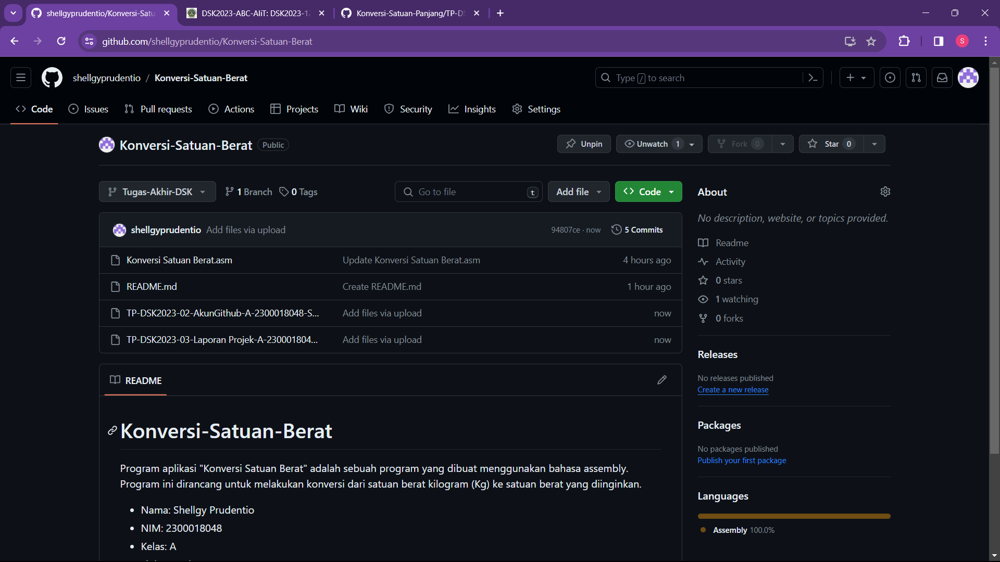 shellgyprudentio/Konversi-Satu
DSK2023-ABC-AliT: DSK2023-12
Konversi-Satuan-Panjang/TP-DS
github.com/shellgyprudentio/Konversi-Satuan-Berat
S
shellgyprudentio / Konversi-Satuan-Berat
Type / to search
Code
Issues
Pull requests
Actions
Projects
Wiki
Security
Insights
Settings
Konversi-Satuan-Berat Public
Unpin
Unwatch 1
Fork 0
Star 0
Tugas-Akhir-DSK
1 Branch
0 Tags
Go to file t
Add file
Code
shellgyprudentio Add files via upload 94807ce · now 5 Commits
Konversi Satuan Berat.asm Update Konversi Satuan Berat.asm 4 hours ago
README.md Create README.md 1 hour ago
TP-DSK2023-02-AkunGithub-A-2300018048-S... Add files via upload now
TP-DSK2023-03-Laporan Projek-A-230001804... Add files via upload now
README
Konversi-Satuan-Berat
Program aplikasi "Konversi Satuan Berat" adalah sebuah program yang dibuat menggunakan bahasa assembly.
Program ini dirancang untuk melakukan konversi dari satuan berat kilogram (Kg) ke satuan berat yang diinginkan.
• Nama: Shellgy Prudentio
• NIM: 2300018048
• Kelas: A
About
No description, website, or topics provided.
Readme
Activity
0 stars
1 watching
0 forks
Releases
No releases published
Create a new release
Packages
No packages published
Publish your first package
Languages
Assembly 100.0%